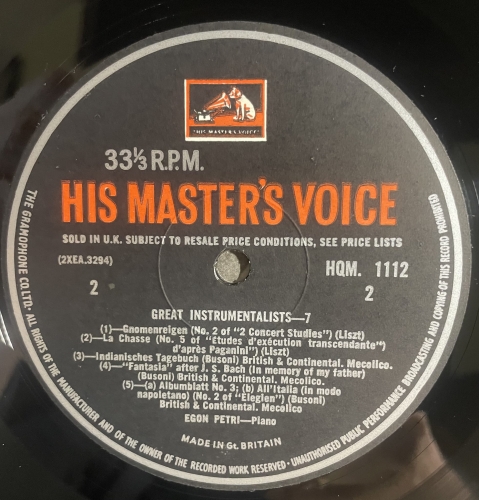 "HIS MASTER'S VOICE"
33⅓ R.P.M.
HIS MASTER'S VOICE
SOLD IN U.K. SUBJECT TO RESALE PRICE CONDITIONS, SEE PRICE LISTS
(2XEA.3294)
HQM. 1112
2
2
GREAT INSTRUMENTALISTS—7
(1)—Gnomenreigen (No. 2 of "2 Concert Studies") (Liszt)
(2)—La Chasse (No. 5 of "Etudes d'exécution transcendante"
d'après Paganini") (Liszt)
(3)—Indianisches Tagebuch (Busoni) British & Continental. Mecolico.
(4)—"Fantasia" after J. S. Bach (In memory of my father)
(Busoni) British & Continental. Mecolico.
(5)—(a) Albumblatt No. 3; (b) All'Italia (in modo
napoletano) (No. 2 of "Elegien") (Busoni)
British & Continental. Mecolico
EGON PETRI—Piano
MADE IN Gt. BRITAIN
THE GRAMOPHONE CO. LTD· ALL RIGHTS OF THE MANUFACTURER AND OF THE OWNER OF THE RECORDED WORK RESERVED · UNAUTHORISED PUBLIC PERFORMANCE BROADCASTING AND COPYING OF THIS RECORD PROHIBITED